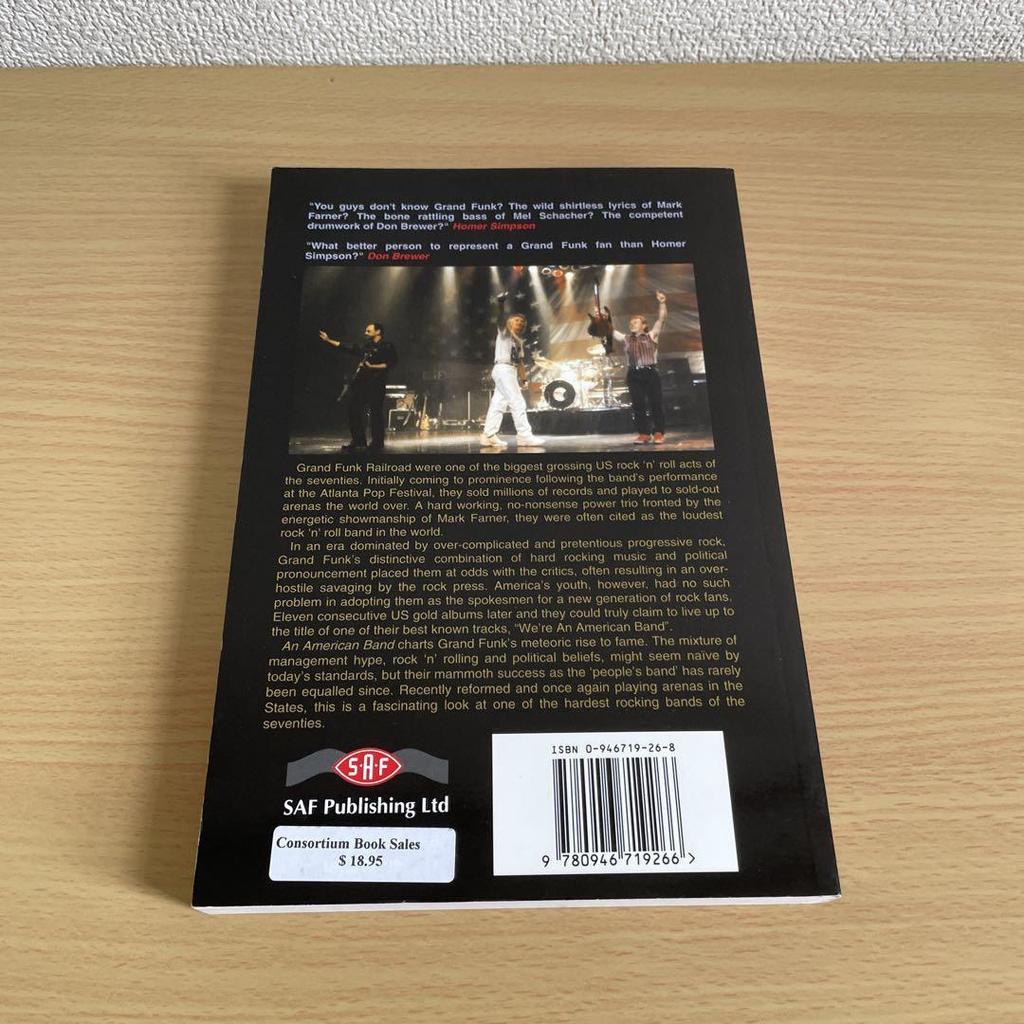 "You guys don't know Grand Funk? The wild shirtless lyrics of Mark
Farner? The bone rattling bass of Mel Schacher? The competent
drumwork of Don Brewer?" Homer Simpson
"What better person to represent a Grand Funk fan than Homer
Simpson?" Don Brewer
Grand Funk Railroad were one of the biggest grossing US rock 'n' roll acts of
the seventies. Initially coming to prominence following the band's performance
at the Atlanta Pop Festival, they sold millions of records and played to sold-out
arenas the world over. A hard working, no-nonsense power trio fronted by the
energetic showmanship of Mark Farner, they were often cited as the loudest
rock 'n' roll band in the world.
In an era dominated by over-complicated and pretentious progressive rock,
Grand Funk's distinctive combination of hard rocking music and political
pronouncement placed them at odds with the critics, often resulting in an over-
hostile savaging by the rock press. America's youth, however, had no such
problem in adopting them as the spokesmen for a new generation of rock fans.
Eleven consecutive US gold albums later and they could truly claim to live up to
the title of one of their best known tracks, "We're An American Band".
An American Band charts Grand Funk's meteoric rise to fame. The mixture of
management hype, rock 'n' rolling and political beliefs, might seem naïve by
today's standards, but their mammoth success as the 'people's band' has rarely
been equalled since. Recently reformed and once again playing arenas in the
States, this is a fascinating look at one of the hardest rocking bands of the
seventies.
S·A·F
SAF Publishing Ltd
Consortium Book Sales
$ 18.95
ISBN 0-946719-26-8
9 780946 719266 >